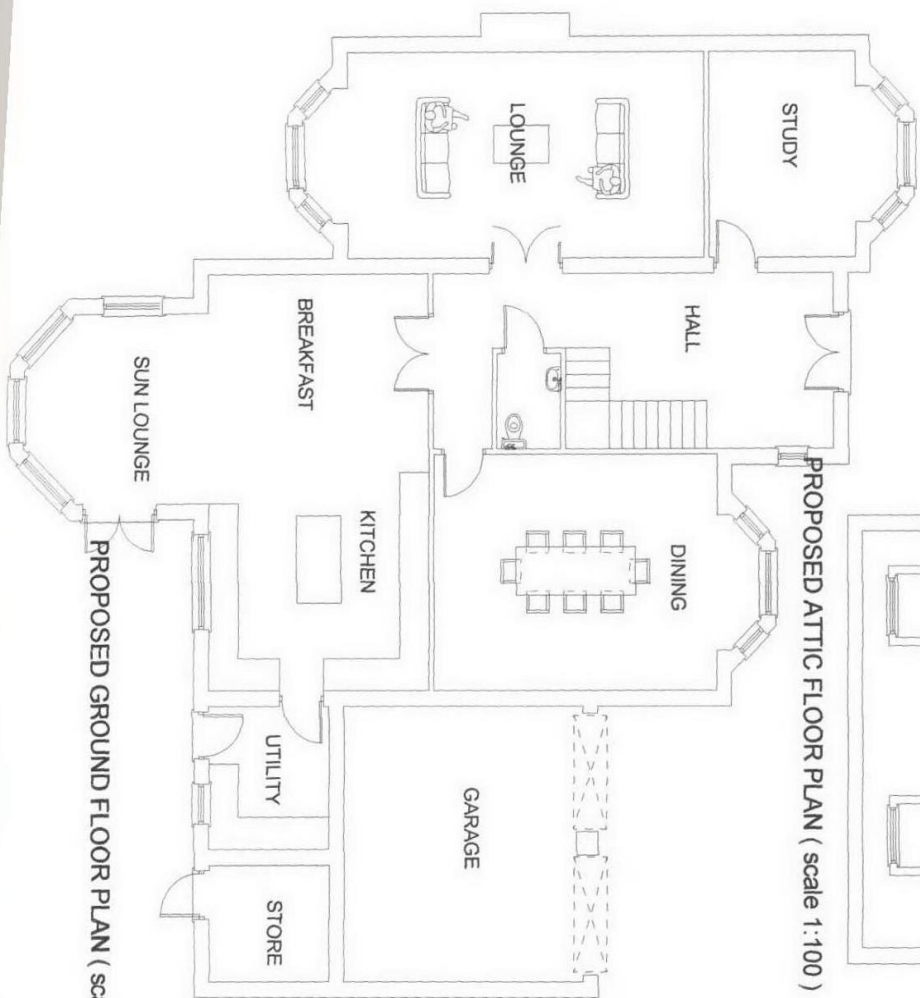 PROPOSED ATTIC FLOOR PLAN ( scale 1:100 )
STUDY
LOUNGE
HALL
DINING
BREAKFAST
KITCHEN
SUN LOUNGE
GARAGE
UTILITY
STORE
PROPOSED GROUND FLOOR PLAN (